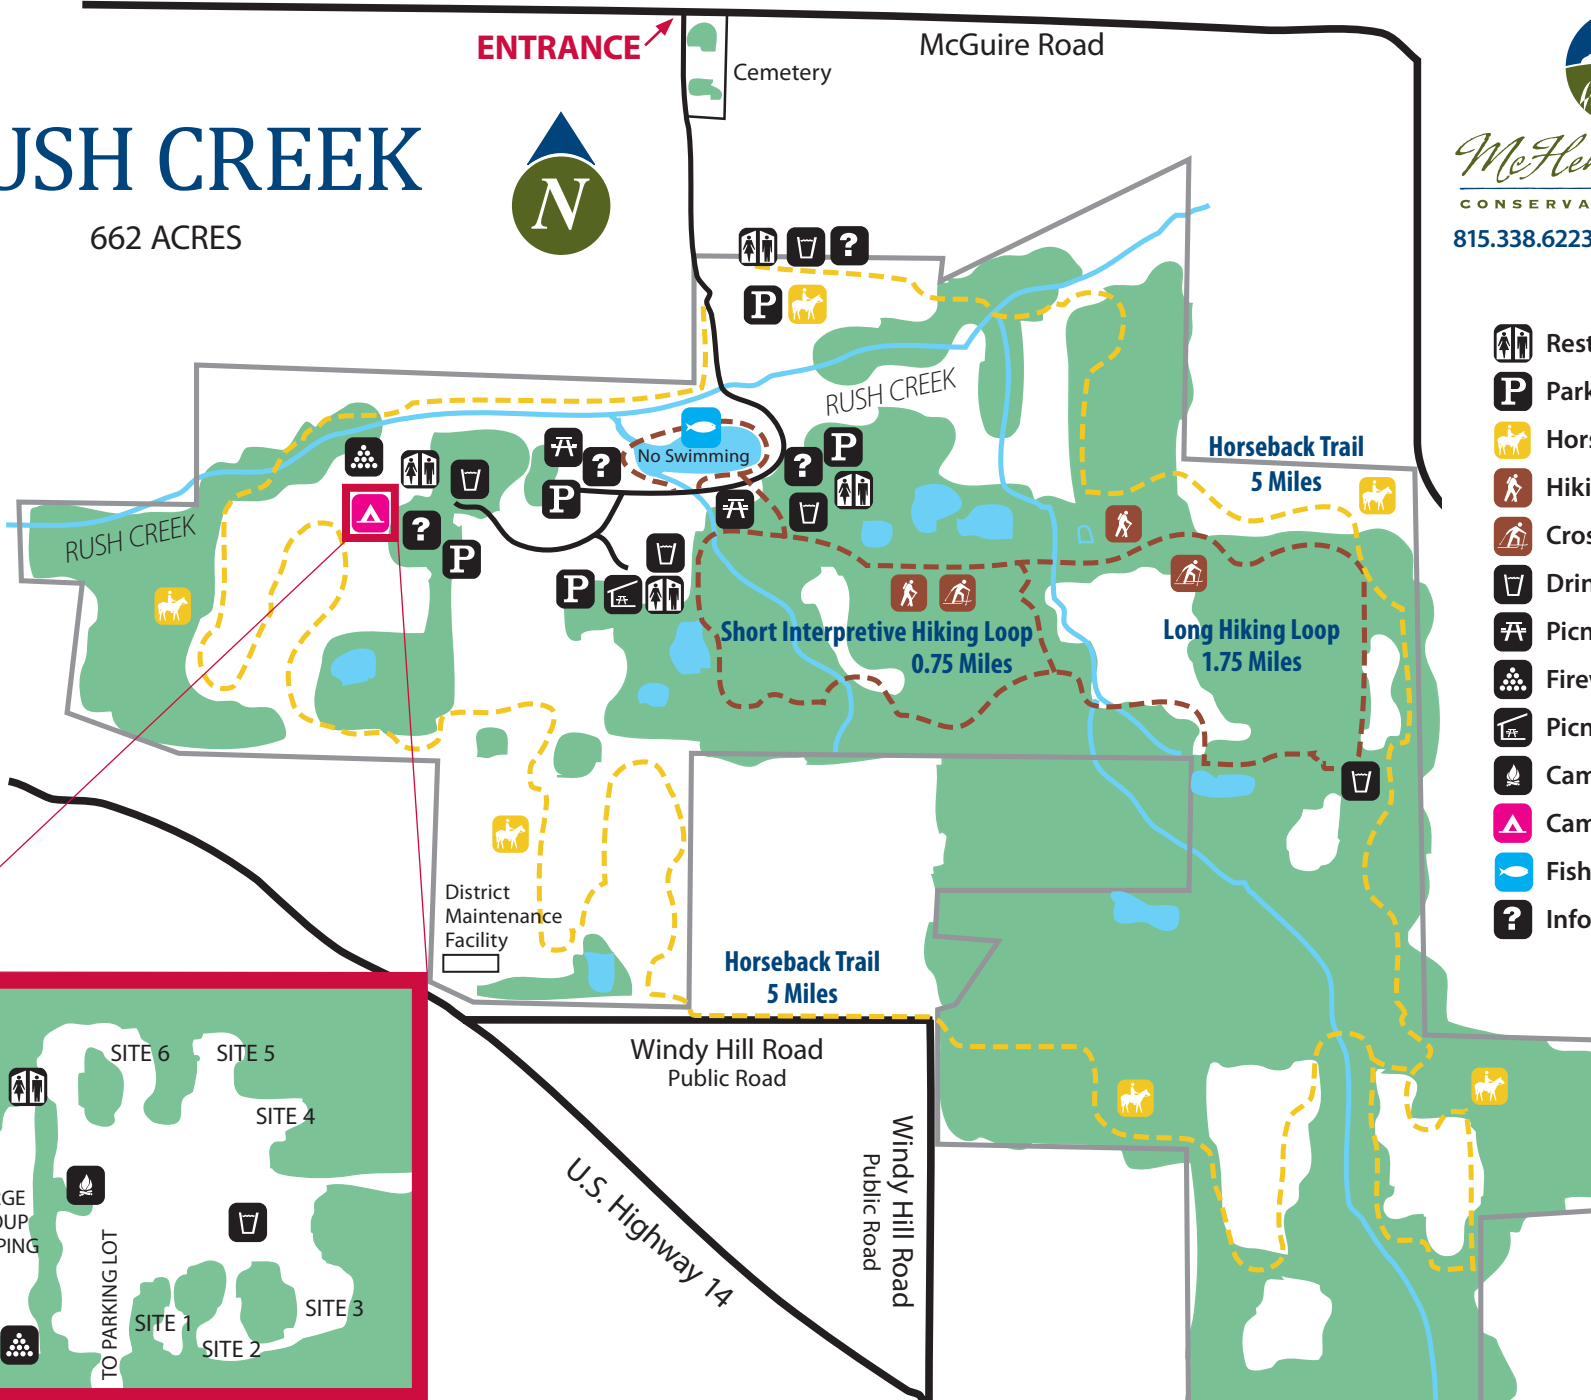 ENTRANCE
McGuire Road
Cemetery
USH CREEK
662 ACRES
N
CONSERVA
815.338.6223
RUSH CREEK
No Swimming
RUSH CREEK
Horseback Trail
5 Miles
Short Interpretive Hiking Loop
0.75 Miles
Long Hiking Loop
1.75 Miles
P
P
P
P
P
?
?
?
?
District
Maintenance
Facility
Horseback Trail
5 Miles
Windy Hill Road
Public Road
Windy Hill Road
Public Road
U.S. Highway 14
SITE 6
SITE 5
SITE 4
SITE 3
SITE 2
SITE 1
TO PARKING LOT
RGE
OUP
PING
Rest
P Park
Hors
Hiki
Cros
Drin
Picn
Firew
Picn
Cam
Cam
Fish
? Info